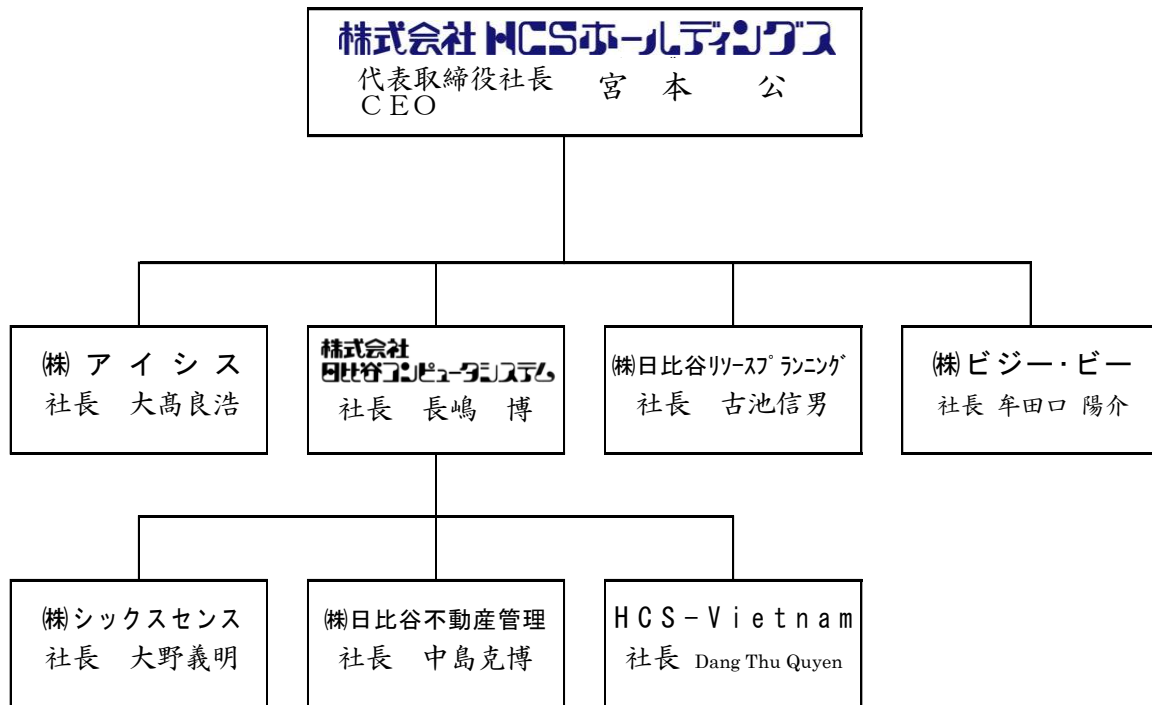 株式会社 HCSホールディングス
代表取締役社長 宮 本 公
CEO
㈱ アイシス
社長 大髙良浩
株式会社
日比谷コンピュータシステム
社長 長嶋 博
㈱日比谷リソースプランニング
社長 古池信男
㈱ビジー・ビー
社長 牟田口 陽介
㈱シックスセンス
社長 大野義明
㈱日比谷不動産管理
社長 中島克博
HCS-Vietnam
社長 Dang Thu Quyen